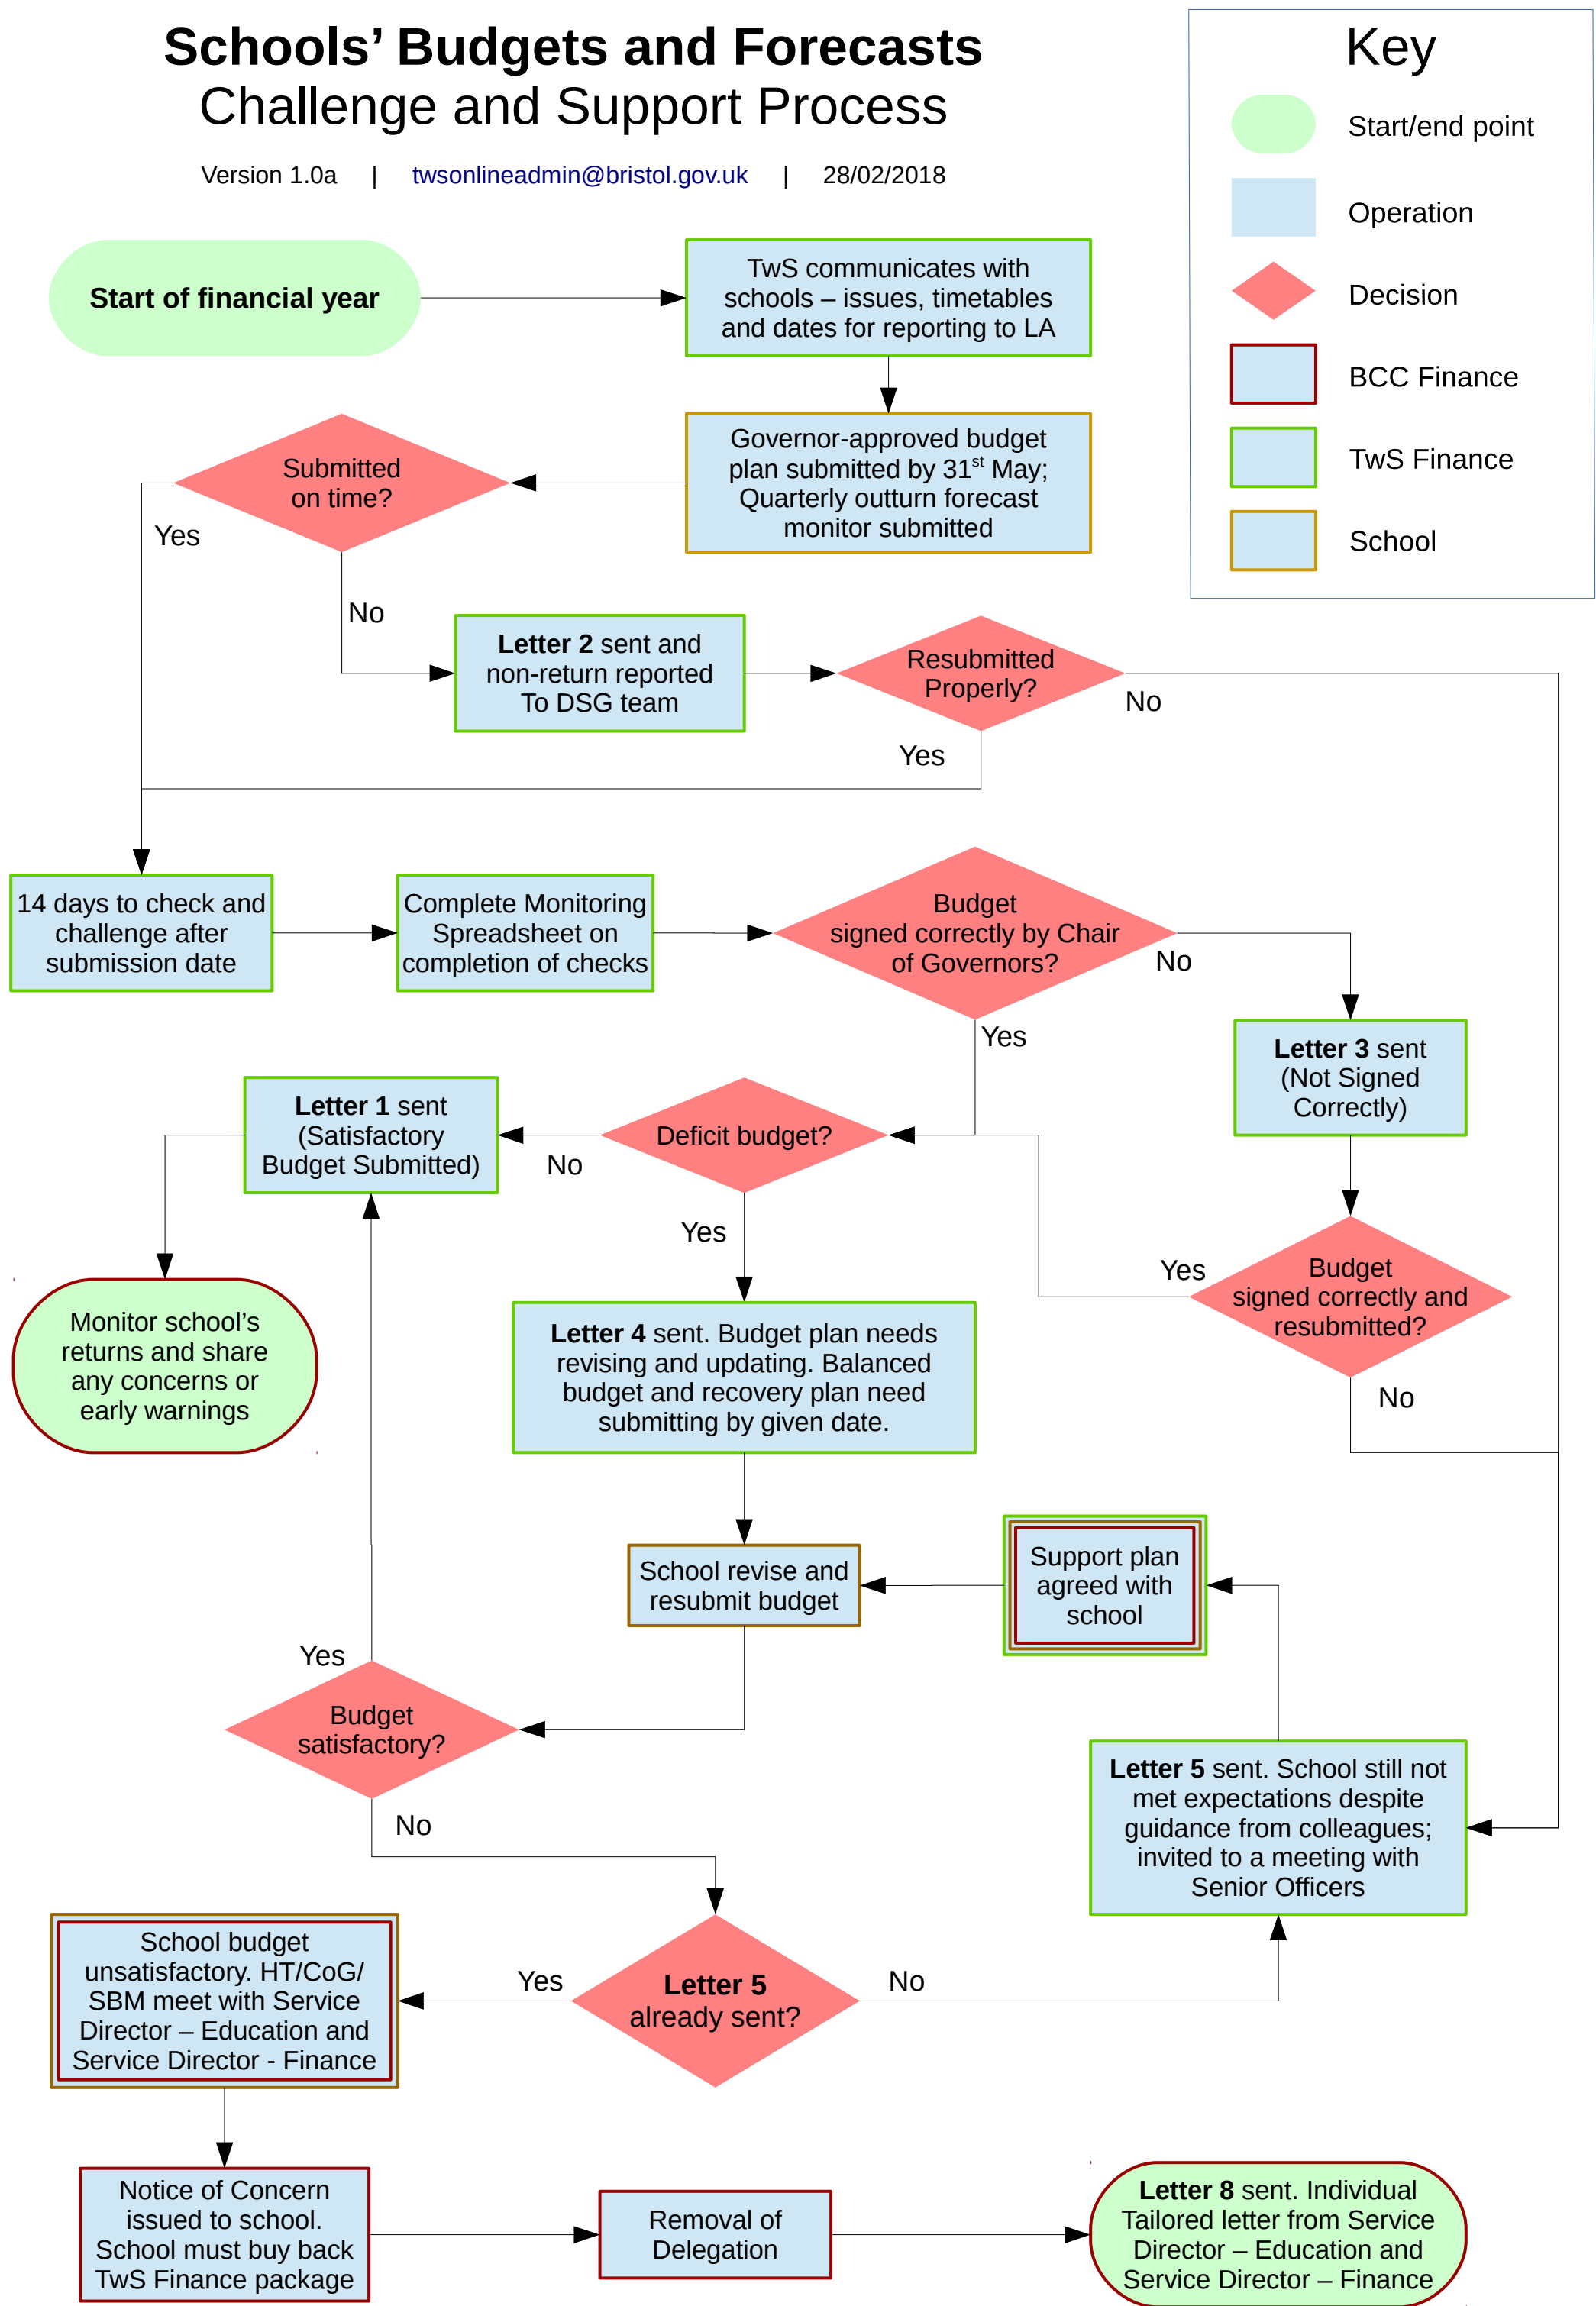 Schools’ Budgets and Forecasts
Challenge and Support Process
Version 1.0a | twsonlineadmin@bristol.gov.uk | 28/02/2018
Key
Start/end point
Operation
Decision
BCC Finance
TwS Finance
School
Start of financial year
TwS communicates with
schools – issues, timetables
and dates for reporting to LA
Governor-approved budget
plan submitted by 31st May;
Quarterly outturn forecast
monitor submitted
Submitted
on time?
Yes
No
Letter 2 sent and
non-return reported
To DSG team
Resubmitted
Properly?
No
Yes
14 days to check and
challenge after
submission date
Complete Monitoring
Spreadsheet on
completion of checks
Budget
signed correctly by Chair
of Governors?
No
Yes
Letter 3 sent
(Not Signed
Correctly)
Letter 1 sent
(Satisfactory
Budget Submitted)
Deficit budget?
No
Yes
Budget
signed correctly and
resubmitted?
Yes
No
Monitor school’s
returns and share
any concerns or
early warnings
Letter 4 sent. Budget plan needs
revising and updating. Balanced
budget and recovery plan need
submitting by given date.
School revise and
resubmit budget
Support plan
agreed with
school
Yes
Budget
satisfactory?
No
Letter 5 sent. School still not
met expectations despite
guidance from colleagues;
invited to a meeting with
Senior Officers
School budget
unsatisfactory. HT/CoG/
SBM meet with Service
Director – Education and
Service Director - Finance
Yes
Letter 5
already sent?
No
Notice of Concern
issued to school.
School must buy back
TwS Finance package
Removal of
Delegation
Letter 8 sent. Individual
Tailored letter from Service
Director – Education and
Service Director – Finance